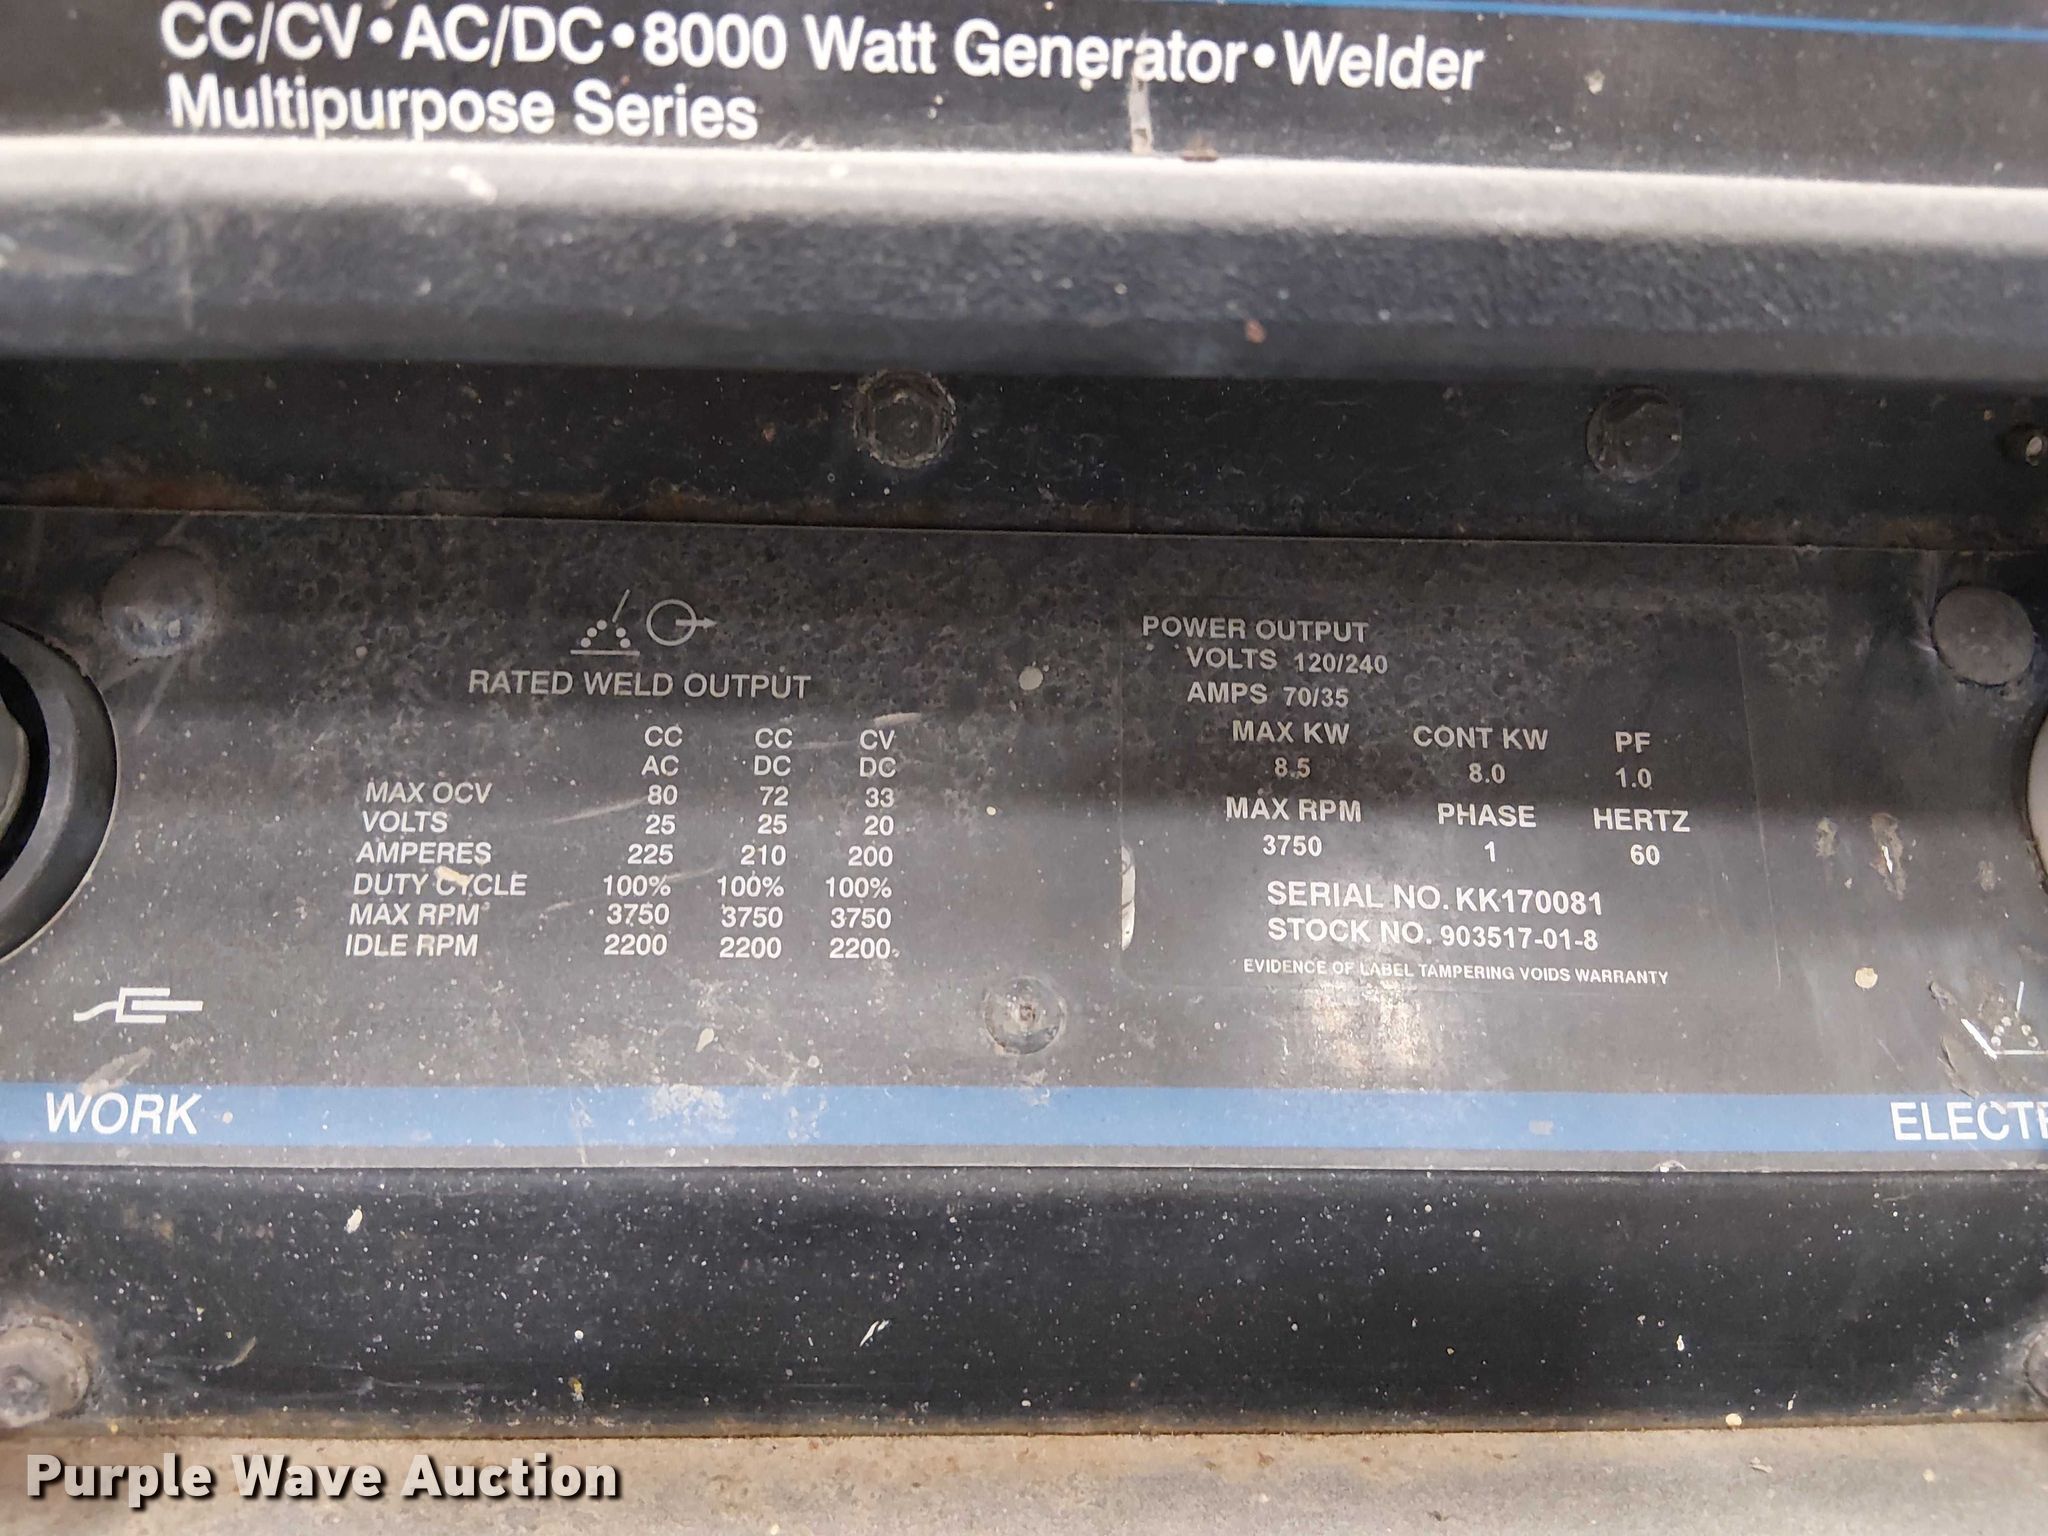 CC/CV•AC/DC•8000 Watt Generator•Welder
Multipurpose Series
RATED WELD OUTPUT
CC CC CV
AC DC DC
MAX OCV 80 72 33
VOLTS 25 25 20
AMPERES 225 210 200
DUTY CYCLE 100% 100% 100%
MAX RPM 3750 3750 3750
IDLE RPM 2200 2200 2200
POWER OUTPUT
VOLTS 120/240
AMPS 70/35
MAX KW CONT KW PF
8.5 8.0 1.0
MAX RPM PHASE HERTZ
3750 1 60
SERIAL NO. KK170081
STOCK NO. 903517-01-8
EVIDENCE OF LABEL TAMPERING VOIDS WARRANTY
WORK
ELECT
Purple Wave Auction